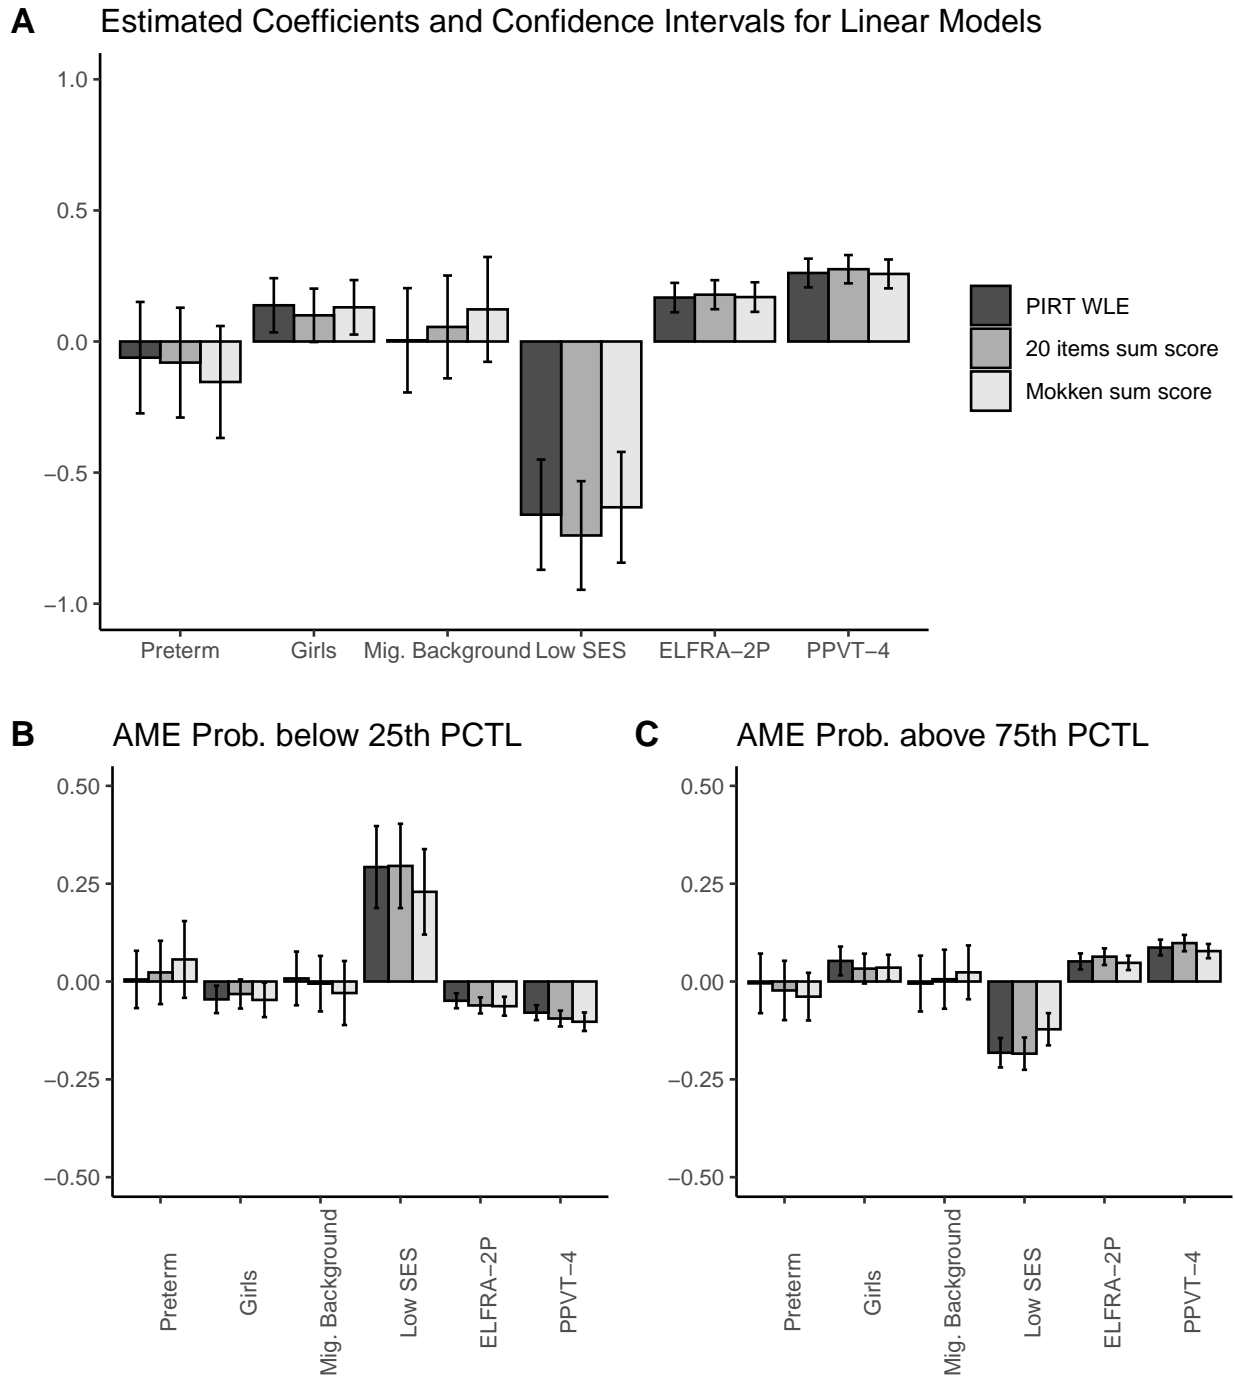 A Estimated Coefficients and Confidence Intervals for Linear Models
1.0
0.5
0.0
−0.5
−1.0
Preterm Girls Mig. Background Low SES ELFRA−2P PPVT−4
PIRT WLE
20 items sum score
Mokken sum score
B AME Prob. below 25th PCTL
0.50
0.25
0.00
−0.25
−0.50
Preterm
Girls
Mig. Background
Low SES
ELFRA−2P
PPVT−4
C AME Prob. above 75th PCTL
0.50
0.25
0.00
−0.25
−0.50
Preterm
Girls
Mig. Background
Low SES
ELFRA−2P
PPVT−4